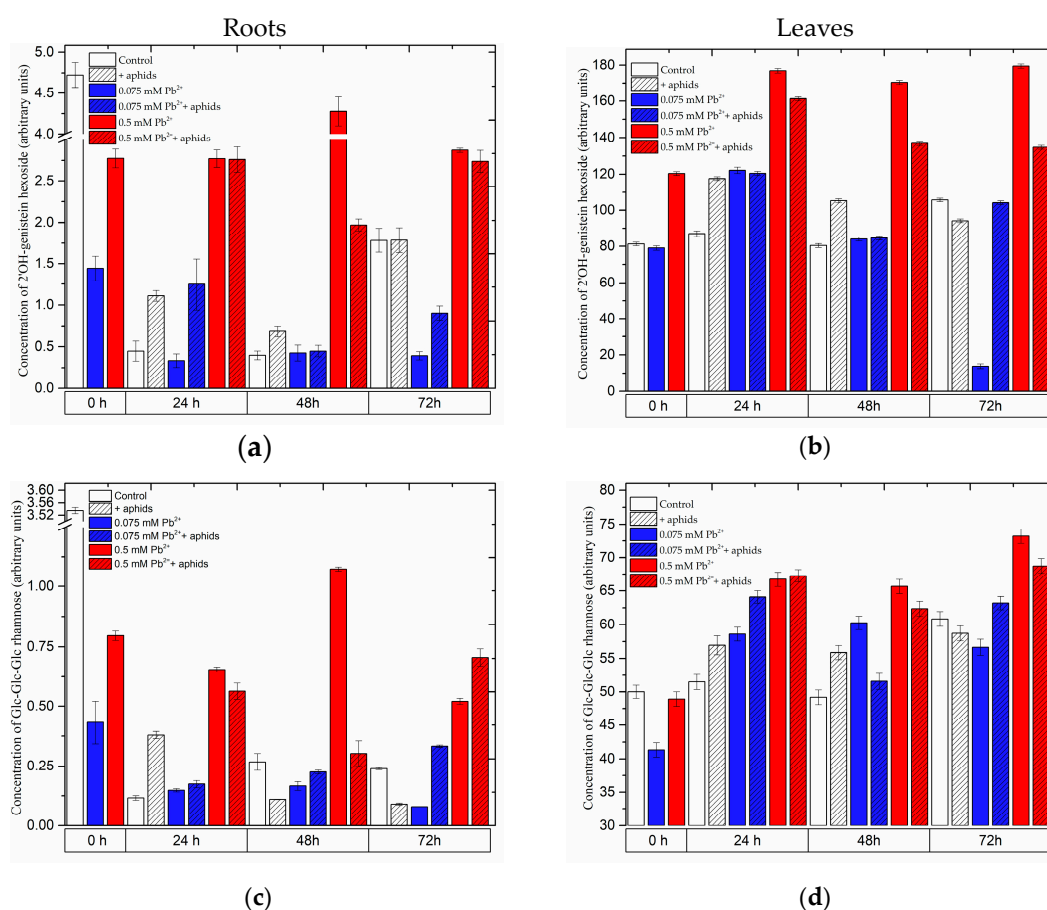 Roots
Leaves
Concentration of 2'OH-genistein hexoside (arbitrary units)
5.0
4.5
4.0
2.5
2.0
1.5
1.0
0.5
0.0
Control
+ aphids
0.075 mM Pb²⁺
0.075 mM Pb²⁺+ aphids
0.5 mM Pb²⁺
0.5 mM Pb²⁺+ aphids
0 h
24 h
48h
72h
(a)
Concentration of 2'OH-genistein hexoside (arbitrary units)
180
160
140
120
100
80
60
40
20
0
Control
+ aphids
0.075 mM Pb²⁺
0.075 mM Pb²⁺+ aphids
0.5 mM Pb²⁺
0.5 mM Pb²⁺+ aphids
0 h
24 h
48h
72h
(b)
Concentration of Glc-Glc-Glc rhamnose (arbitrary units)
3.60
3.56
3.52
1.00
0.75
0.50
0.25
0.00
Control
+ aphids
0.075 mM Pb²⁺
0.075 mM Pb²⁺+ aphids
0.5 mM Pb²⁺
0.5 mM Pb²⁺+ aphids
0 h
24 h
48h
72h
(c)
Concentration of Glc-Glc-Glc rhamnose (arbitrary units)
80
75
70
65
60
55
50
45
40
35
30
Control
+ aphids
0.075 mM Pb²⁺
0.075 mM Pb²⁺+ aphids
0.5 mM Pb²⁺
0.5 mM Pb²⁺+ aphids
0 h
24 h
48h
72h
(d)